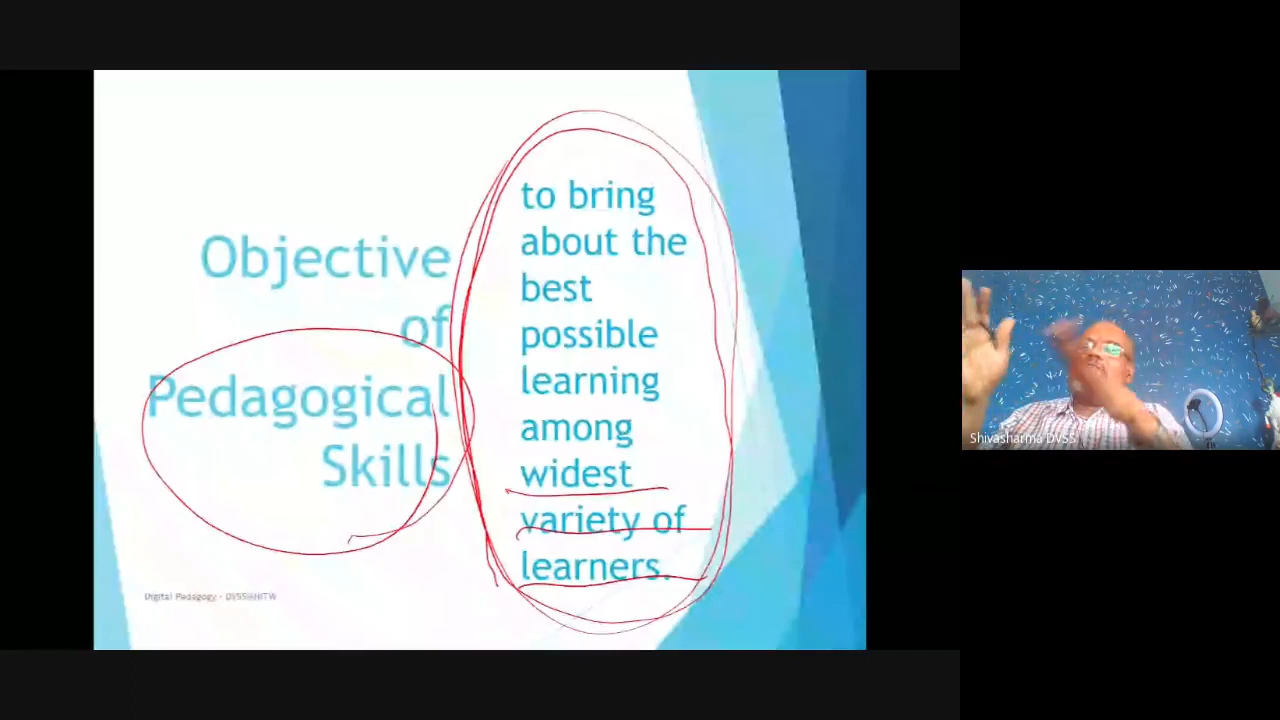 Objective
of
Pedagogical
Skills
to bring
about the
best
possible
learning
among
widest
variety of
learners.
Digital Pedagogy - DVSS@NITW
Shivasharma DVSS